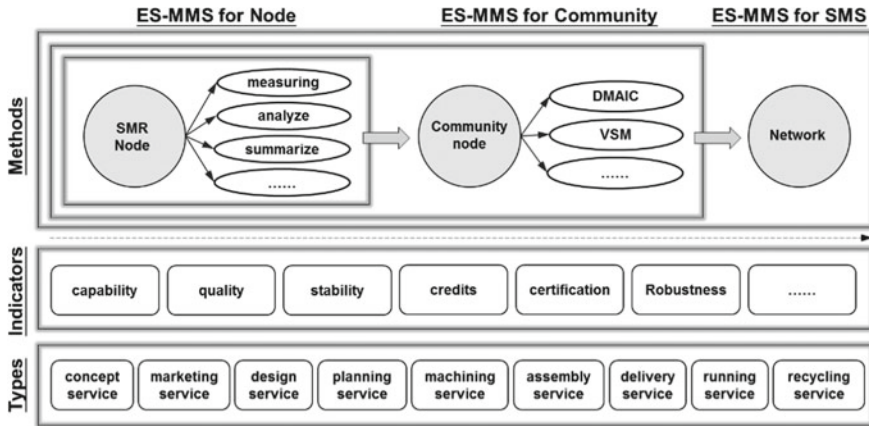 ES-MMS for Node
ES-MMS for Community
ES-MMS for SMS
Methods
SMR
Node
measuring
analyze
summarize
......
Community
node
DMAIC
VSM
......
Network
Indicators
capability
quality
stability
credits
certification
Robustness
......
Types
concept
service
marketing
service
design
service
planning
service
machining
service
assembly
service
delivery
service
running
service
recycling
service